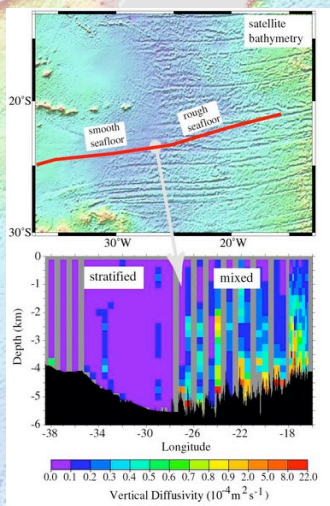 satellite
bathymetry
20°S
smooth
seafloor
rough
seafloor
30°S
30°W
20°W
0
-1
-2
-3
-4
-5
-6
Depth (km)
stratified
mixed
-38
-34
-30
-26
-22
-18
Longitude
0.0 0.1 0.2 0.3 0.4 0.5 0.6 0.7 0.8 0.9 2.0 5.0 8.0 22.0
Vertical Diffusivity (10⁻⁴m² s⁻¹)